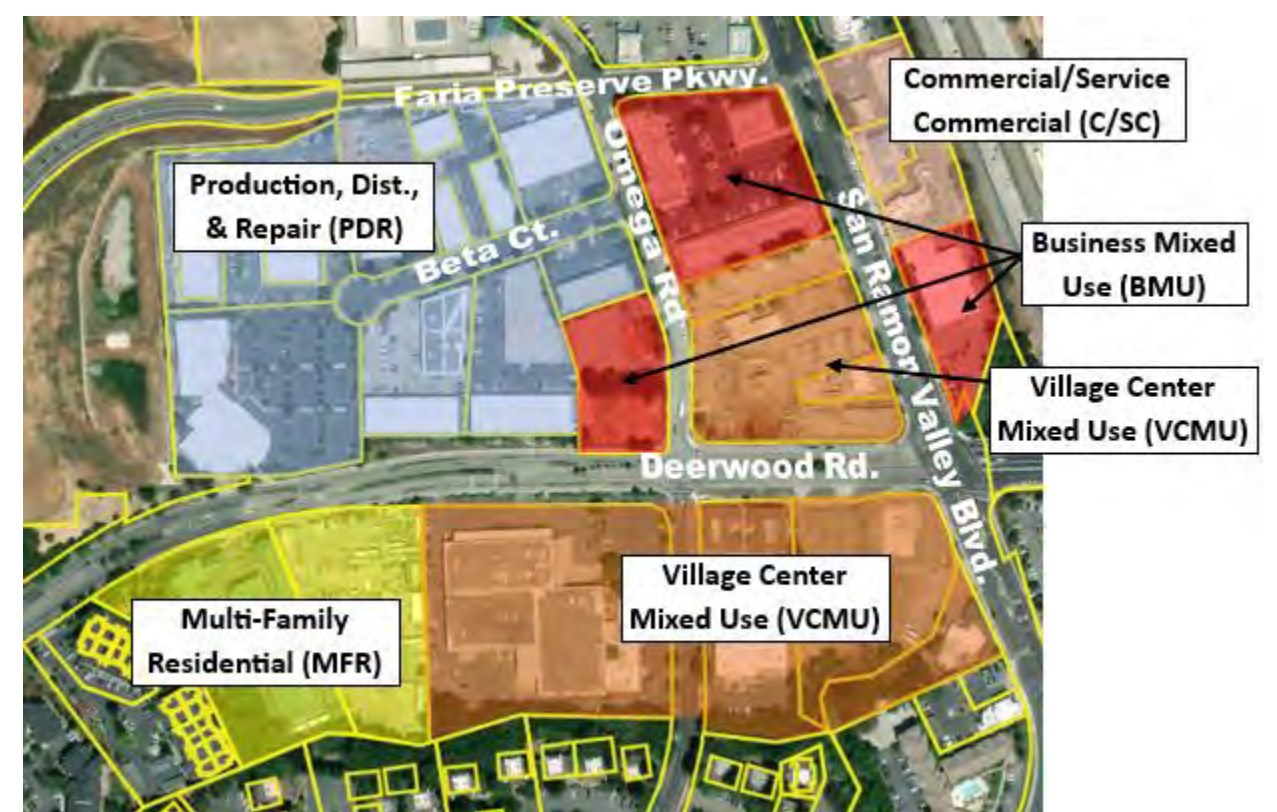 Faria Preserve Pkwy.
Commercial/Service
Commercial (C/SC)
Production, Dist.,
& Repair (PDR)
Omega Rd
San Ramon Valley Blvd.
Beta Ct.
Business Mixed
Use (BMU)
Village Center
Mixed Use (VCMU)
Deerwood Rd.
Village Center
Mixed Use (VCMU)
Multi-Family
Residential (MFR)